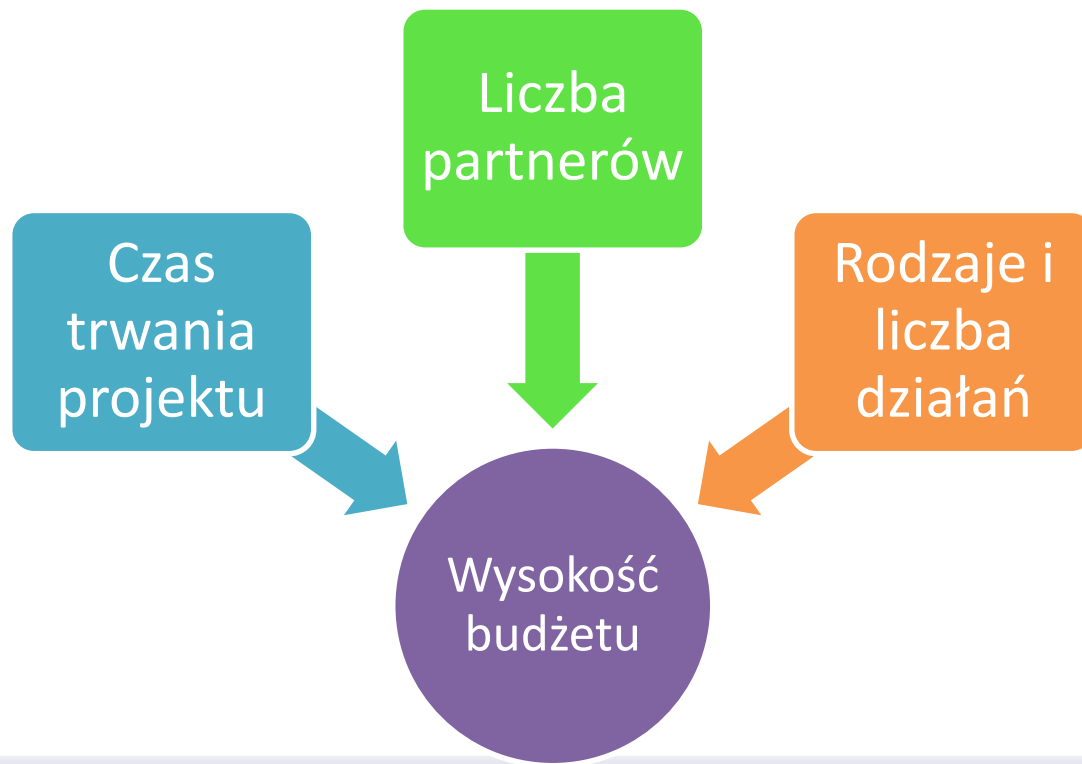 Liczba
partnerów
Czas
trwania
projektu
Rodzaje i
liczba
działań
Wysokość
budżetu